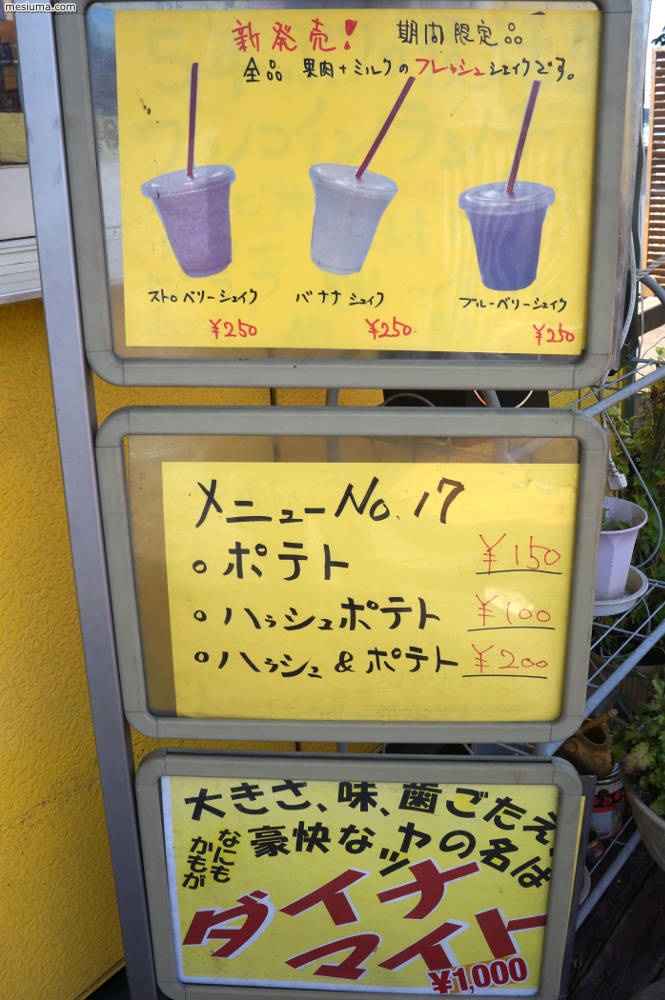 mesiuma.com
新発売! 期間限定品
全品 果肉+ミルクのフレッシュシェイクです。
ストロベリーシェイク バナナシェイク ブルーベリーシェイク
¥250 ¥250. ¥250
メニューNo.17
。ポテト ¥150
。ハッシュポテト ¥100
。ハッシュ&ポテト ¥200
大きさ、味、歯ごたえ、
なにもかもが
豪快なヤツの名は
ダイナマイト
¥1,000